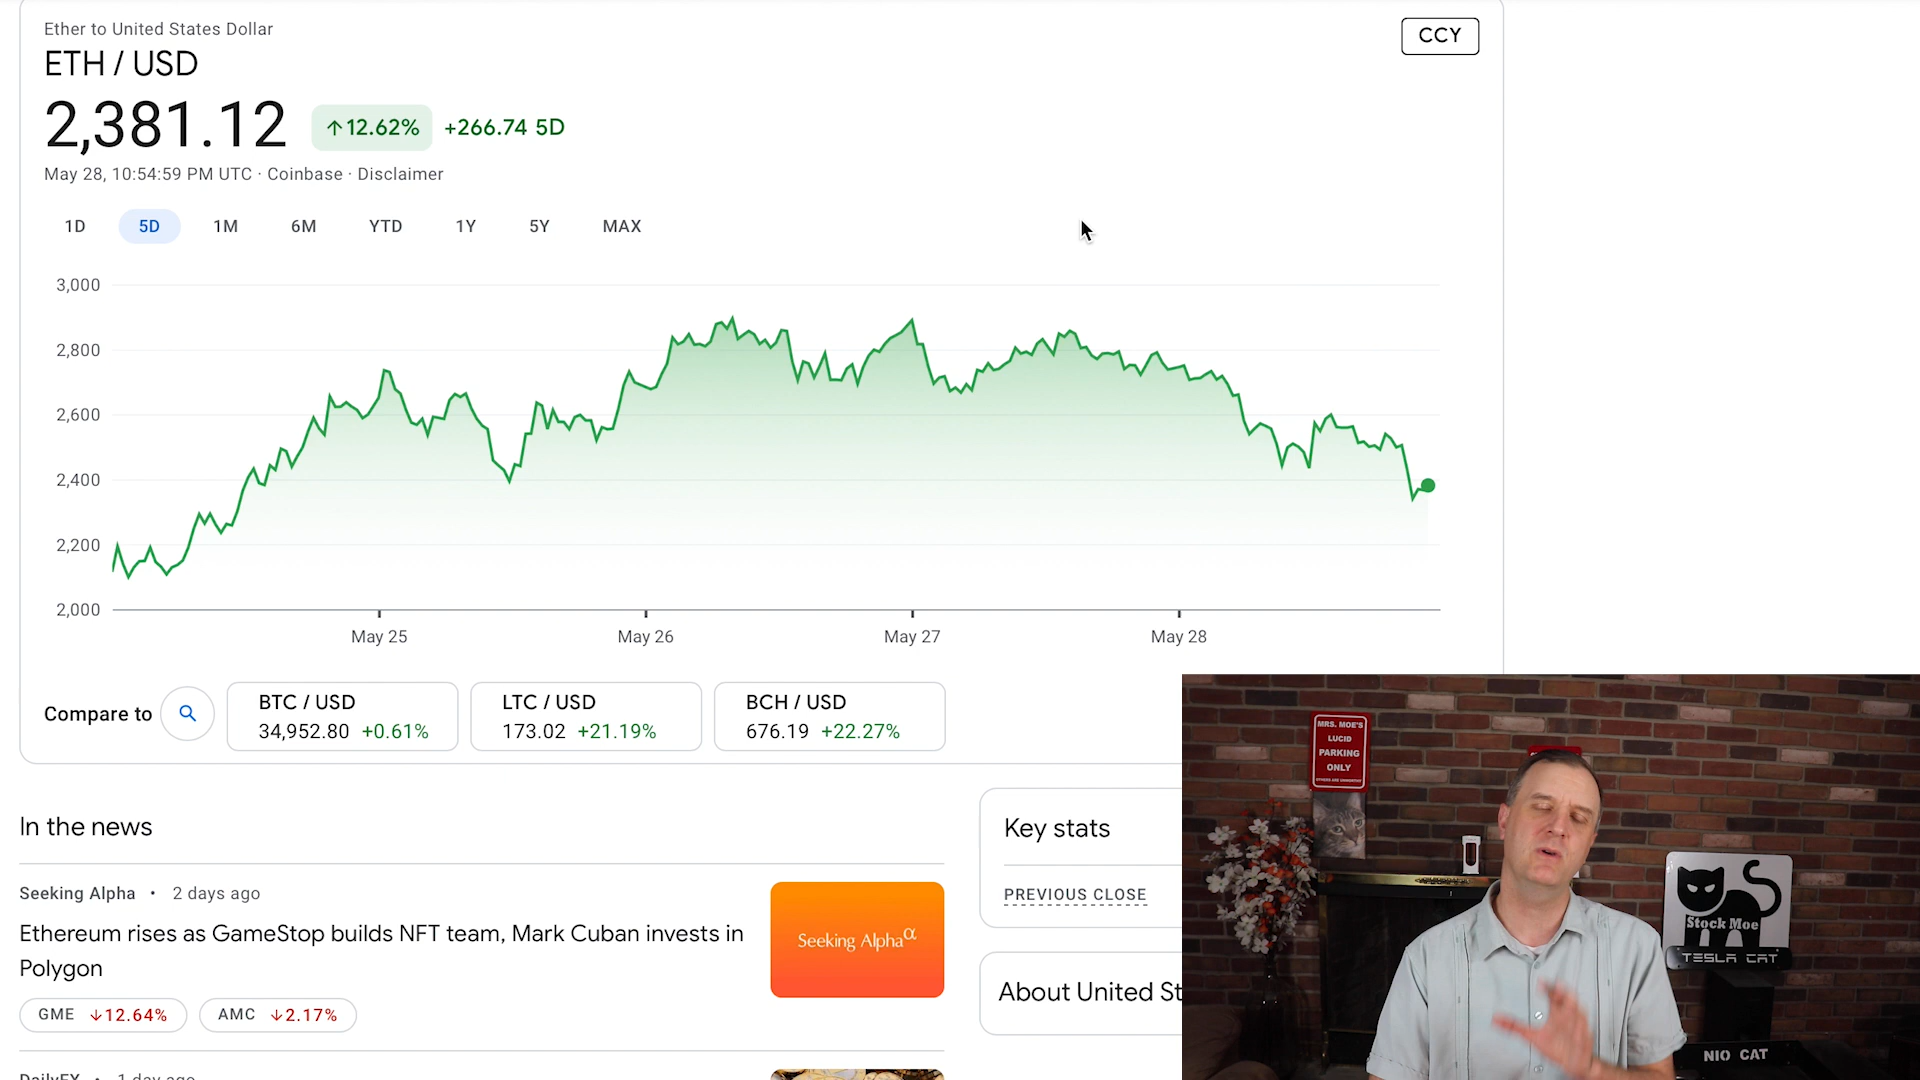 Ether to United States Dollar
CCY
ETH / USD
2,381.12 ↑12.62% +266.74 5D
May 28, 10:54:59 PM UTC · Coinbase · Disclaimer
1D 5D 1M 6M YTD 1Y 5Y MAX
3,000
2,800
2,600
2,400
2,200
2,000
May 25 May 26 May 27 May 28
Compare to
BTC / USD
34,952.80 +0.61%
LTC / USD
173.02 +21.19%
BCH / USD
676.19 +22.27%
In the news
Seeking Alpha • 2 days ago
Ethereum rises as GameStop builds NFT team, Mark Cuban invests in
Polygon
GME ↓12.64% AMC ↓2.17%
Seeking Alphaα
DailyFX • 1 day ago
Key stats
PREVIOUS CLOSE
About United St
MRS. MOE'S
LUCID
PARKING
ONLY
Stock Moe
TESLA CAT
NIO CAT